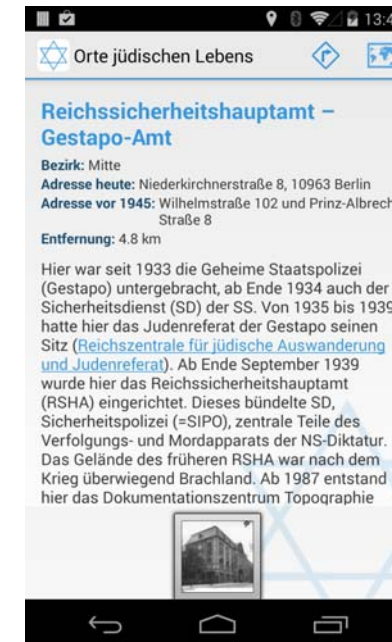 13:4
Orte jüdischen Lebens
Reichssicherheitshauptamt –
Gestapo-Amt
Bezirk: Mitte
Adresse heute: Niederkirchnerstraße 8, 10963 Berlin
Adresse vor 1945: Wilhelmstraße 102 und Prinz-Albrech
Straße 8
Entfernung: 4.8 km
Hier war seit 1933 die Geheime Staatspolizei
(Gestapo) untergebracht, ab Ende 1934 auch der
Sicherheitsdienst (SD) der SS. Von 1935 bis 1939
hatte hier das Judenreferat der Gestapo seinen
Sitz (Reichszentrale für jüdische Auswanderung
und Judenreferat). Ab Ende September 1939
wurde hier das Reichssicherheitshauptamt
(RSHA) eingerichtet. Dieses bündelte SD,
Sicherheitspolizei (=SIPO), zentrale Teile des
Verfolgungs- und Mordapparats der NS-Diktatur.
Das Gelände des früheren RSHA war nach dem
Krieg überwiegend Brachland. Ab 1987 entstand
hier das Dokumentationszentrum Topographie